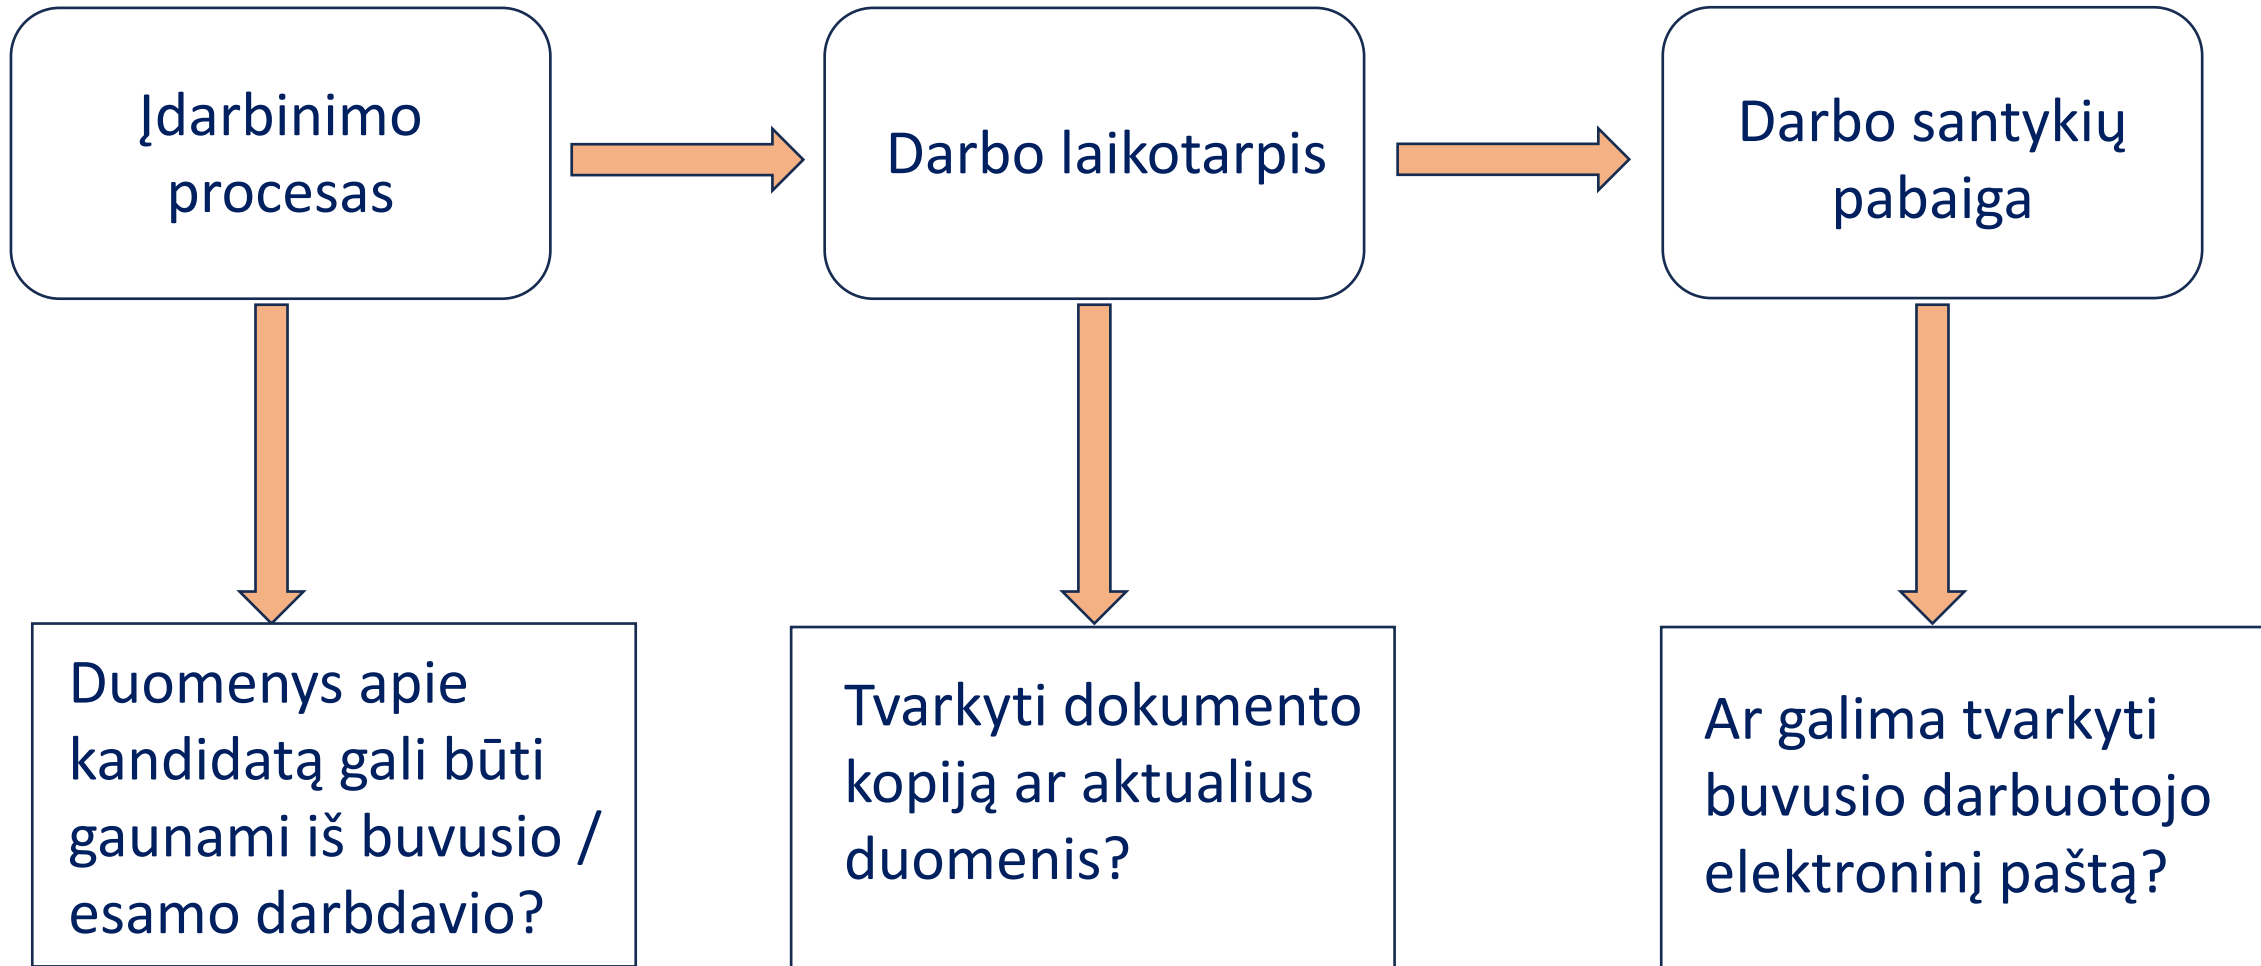 Įdarbinimo
procesas
Darbo laikotarpis
Darbo santykių
pabaiga
Duomenys apie
kandidatą gali būti
gaunami iš buvusio /
esamo darbdavio?
Tvarkyti dokumento
kopiją ar aktualius
duomenis?
Ar galima tvarkyti
buvusio darbuotojo
elektroninį paštą?